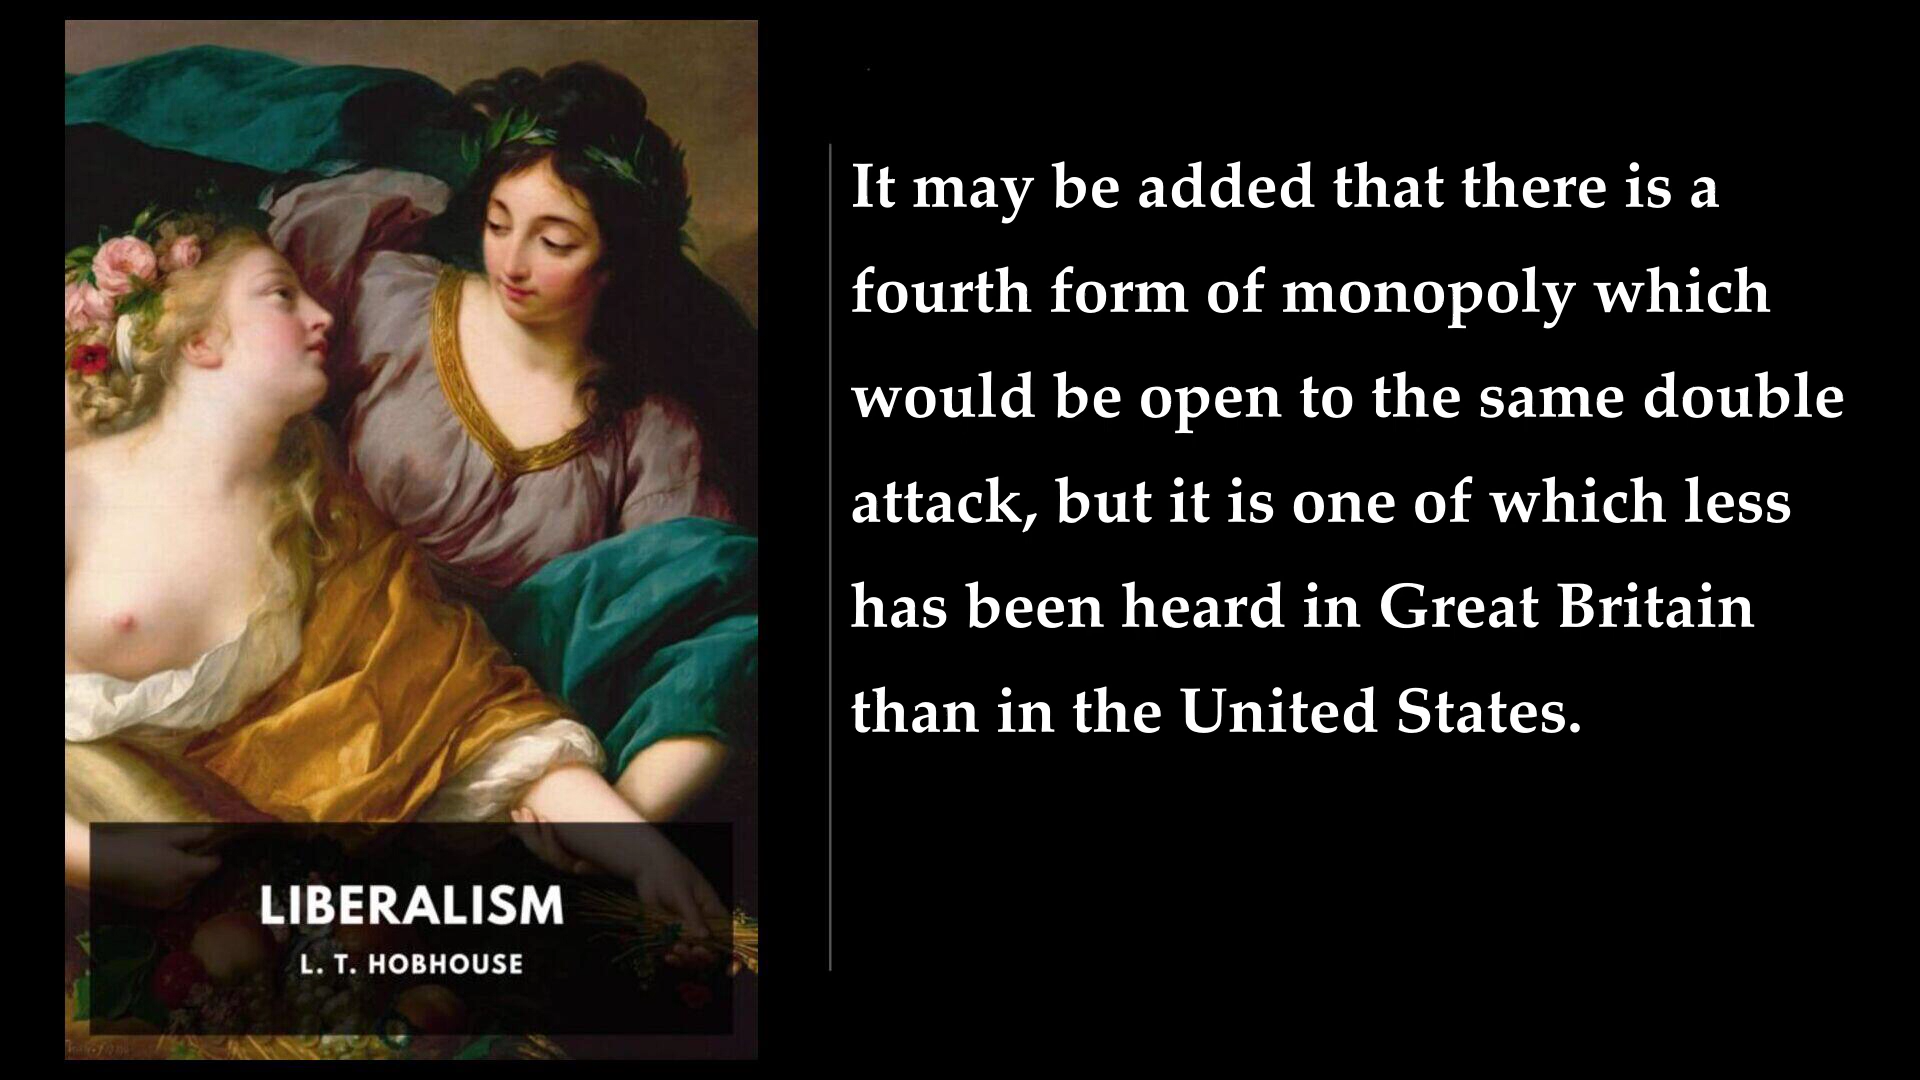 It may be added that there is a
fourth form of monopoly which
would be open to the same double
attack, but it is one of which less
has been heard in Great Britain
than in the United States.
LIBERALISM
L. T. HOBHOUSE